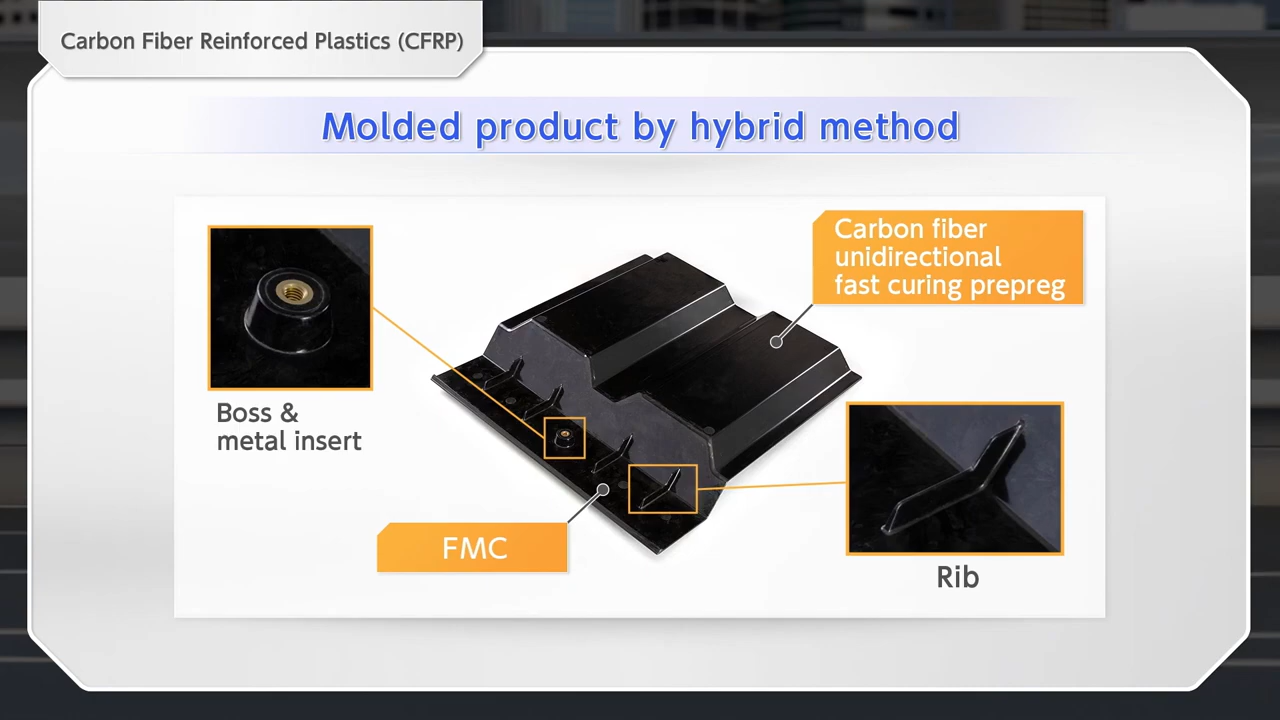 Carbon Fiber Reinforced Plastics (CFRP)
Molded product by hybrid method
Carbon fiber
unidirectional
fast curing prepreg
Boss &
metal insert
FMC
Rib